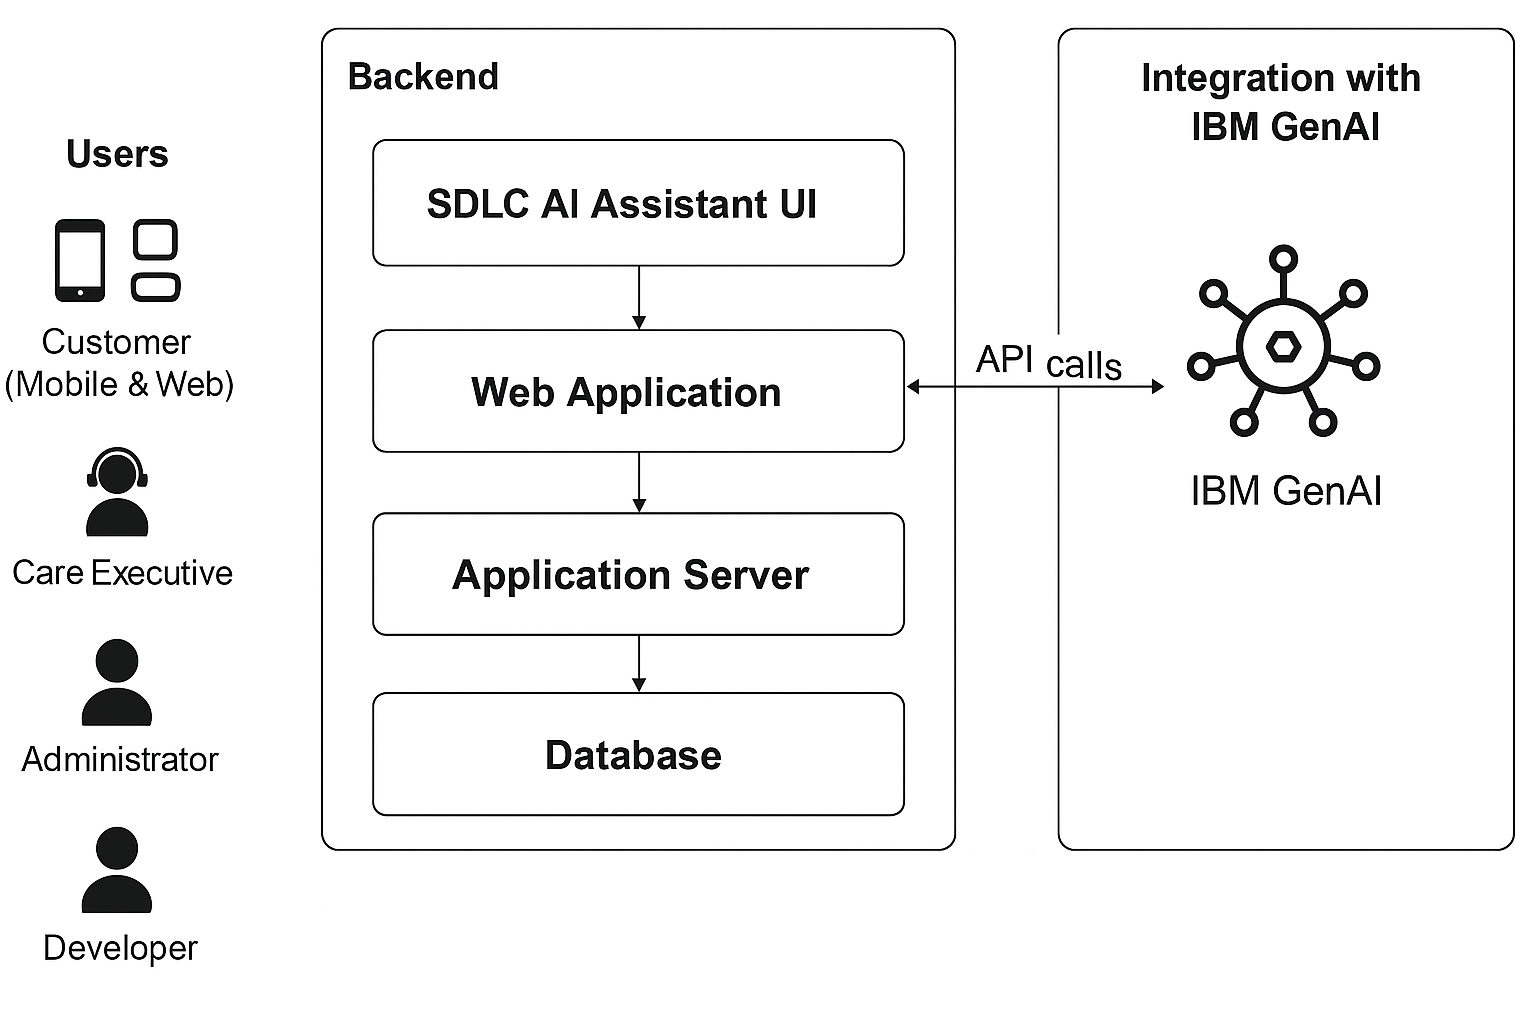 Users
Customer
(Mobile & Web)
Care Executive
Administrator
Developer
Backend
SDLC AI Assistant UI
Web Application
Application Server
Database
API calls
Integration with
IBM GenAI
IBM GenAI